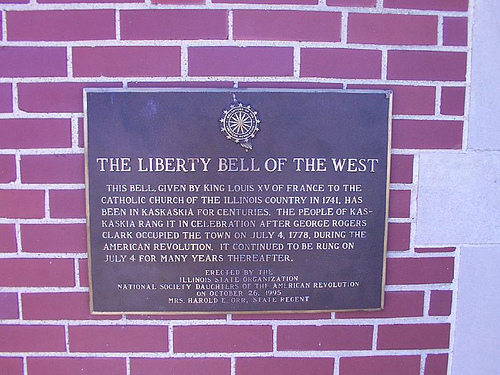 THE LIBERTY BELL OF THE WEST
THIS BELL, GIVEN BY KING LOUIS XV OF FRANCE TO THE
CATHOLIC CHURCH OF THE ILLINOIS COUNTRY IN 1741, HAS
BEEN IN KASKASKIA FOR CENTURIES. THE PEOPLE OF KAS-
KASKIA RANG IT IN CELEBRATION AFTER GEORGE ROGERS
CLARK OCCUPIED THE TOWN ON JULY 4, 1778, DURING THE
AMERICAN REVOLUTION. IT CONTINUED TO BE RUNG ON
JULY 4 FOR MANY YEARS THEREAFTER.
ERECTED BY THE
ILLINOIS STATE ORGANIZATION
NATIONAL SOCIETY DAUGHTERS OF THE AMERICAN REVOLUTION
ON OCTOBER 26, 1995
MRS. HAROLD E. ORR, STATE REGENT